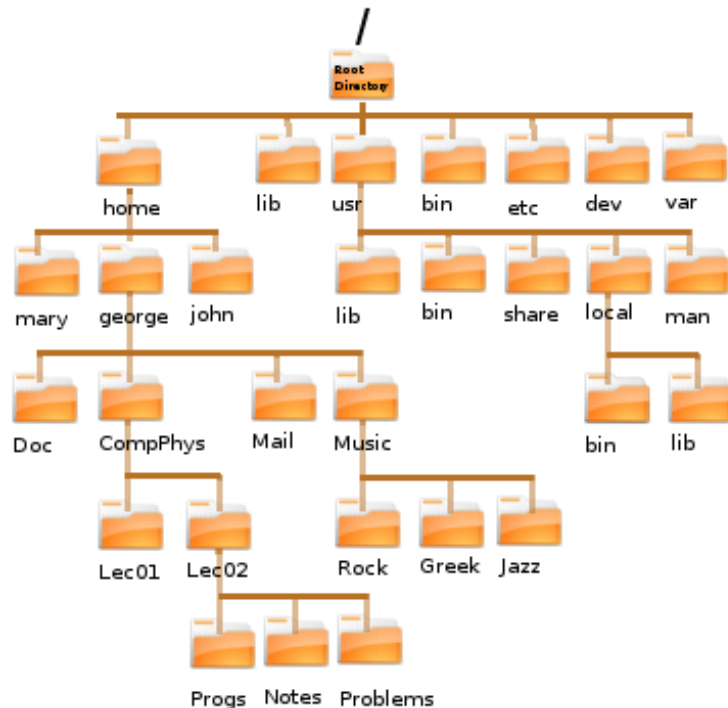 /
Root
Directory
home lib usr bin etc dev var
mary george john lib bin share local man
Doc CompPhys Mail Music bin lib
Lec01 Lec02 Rock Greek Jazz
Progs Notes Problems